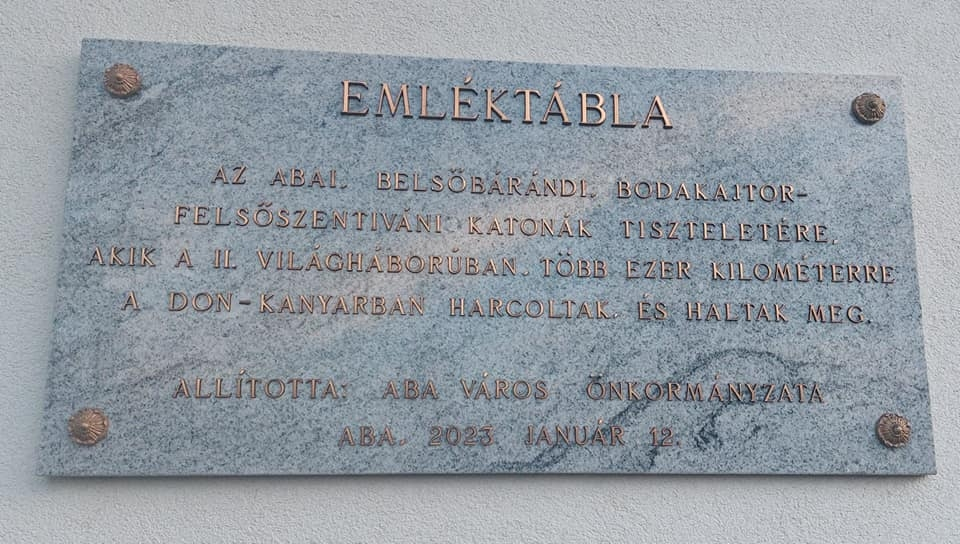 EMLÉKTÁBLA
AZ ABAI, BELSŐBÁRÁNDI, BODAKAJTOR-
FELSŐSZENTIVÁNI KATONÁK TISZTELETÉRE,
AKIK A II. VILÁGHÁBORÚBAN, TÖBB EZER KILOMÉTERRE
A DON-KANYARBAN HARCOLTAK, ÉS HALTAK MEG.
ÁLLÍTOTTA: ABA VÁROS ÖNKORMÁNYZATA
ABA, 2023. JANUÁR 12.